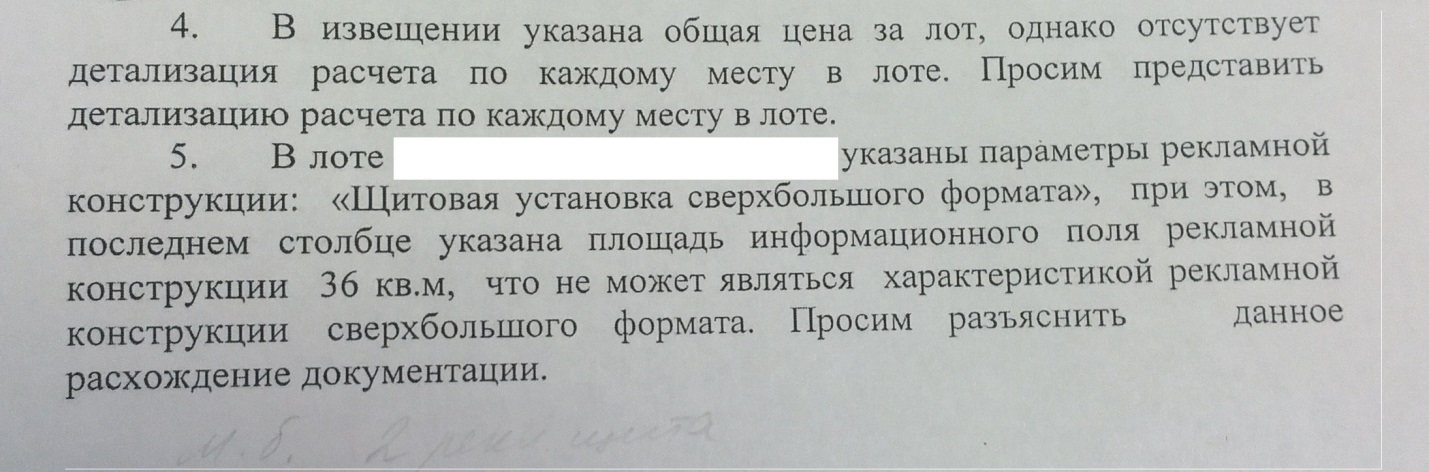 4. В извещении указана общая цена за лот, однако отсутствует
детализация расчета по каждому месту в лоте. Просим представить
детализацию расчета по каждому месту в лоте.
5. В лоте указаны параметры рекламной
конструкции: «Щитовая установка сверхбольшого формата», при этом, в
последнем столбце указана площадь информационного поля рекламной
конструкции 36 кв.м, что не может являться характеристикой рекламной
конструкции сверхбольшого формата. Просим разъяснить данное
расхождение документации.
м.б. 2 щита